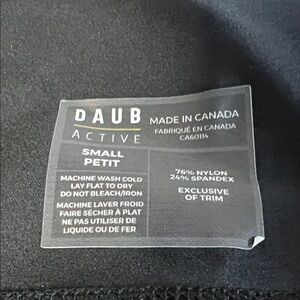 DAUB
ACTIVE
MADE IN CANADA
FABRIQUÉ EN CANADA
CA60114
SMALL
PETIT
MACHINE WASH COLD
LAY FLAT TO DRY
DO NOT BLEACH/IRON
MACHINE LAVER FROID
FAIRE SÉCHER À PLAT
NE PAS UTILISER DE
LIQUIDE OU DE FER
76% NYLON
24% SPANDEX
EXCLUSIVE
OF TRIM